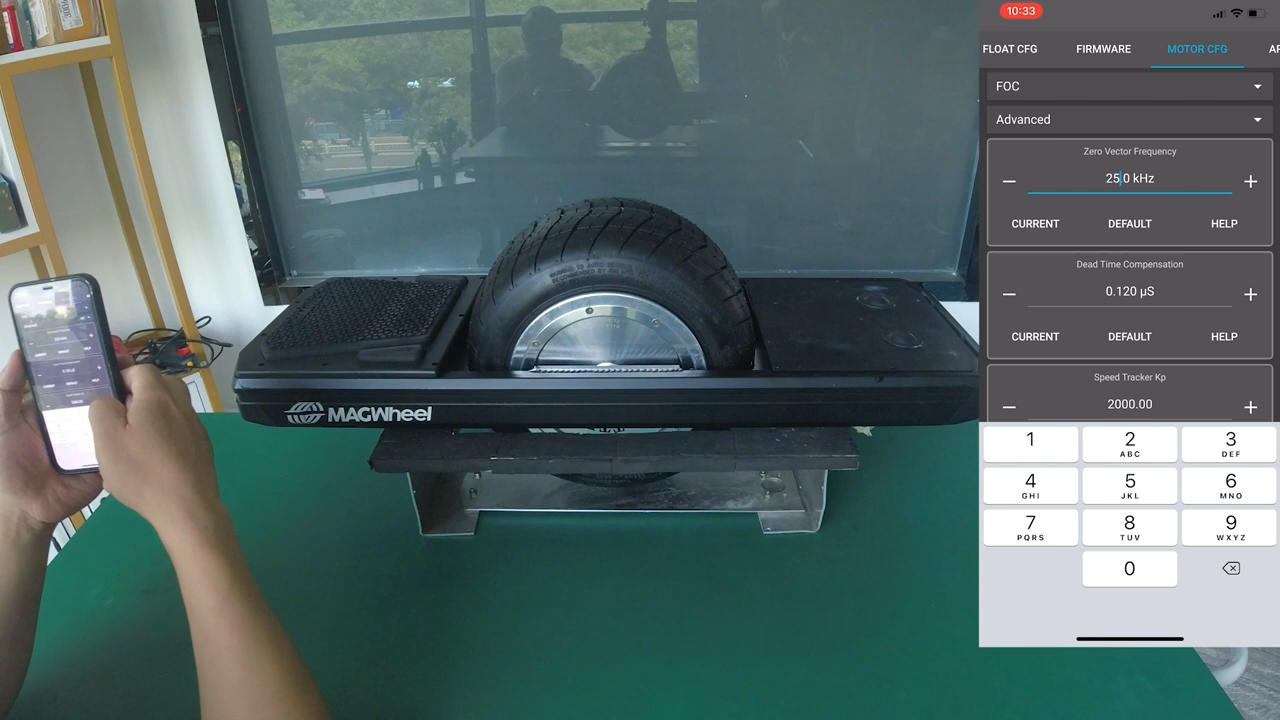 10:33
FLOAT CFG FIRMWARE MOTOR CFG
FOC
Advanced
Zero Vector Frequency
25.0 kHz
CURRENT DEFAULT HELP
Dead Time Compensation
0.120 µS
CURRENT DEFAULT HELP
Speed Tracker Kp
2000.00
1 2 ABC 3 DEF
4 GHI 5 JKL 6 MNO
7 PQRS 8 TUV 9 WXYZ
0
MAGWheel